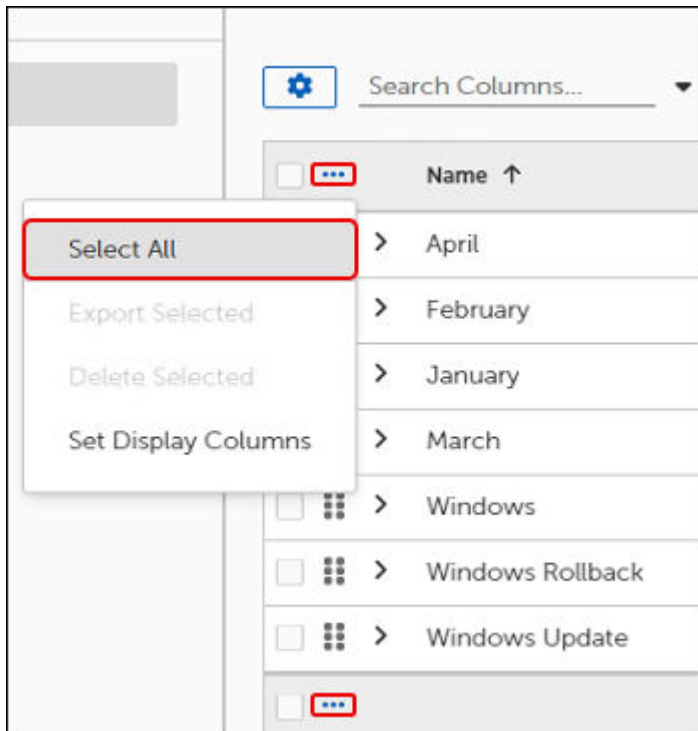 Search Columns...
Name ↑
Select All
Export Selected
Delete Selected
Set Display Columns
April
February
January
March
Windows
Windows Rollback
Windows Update